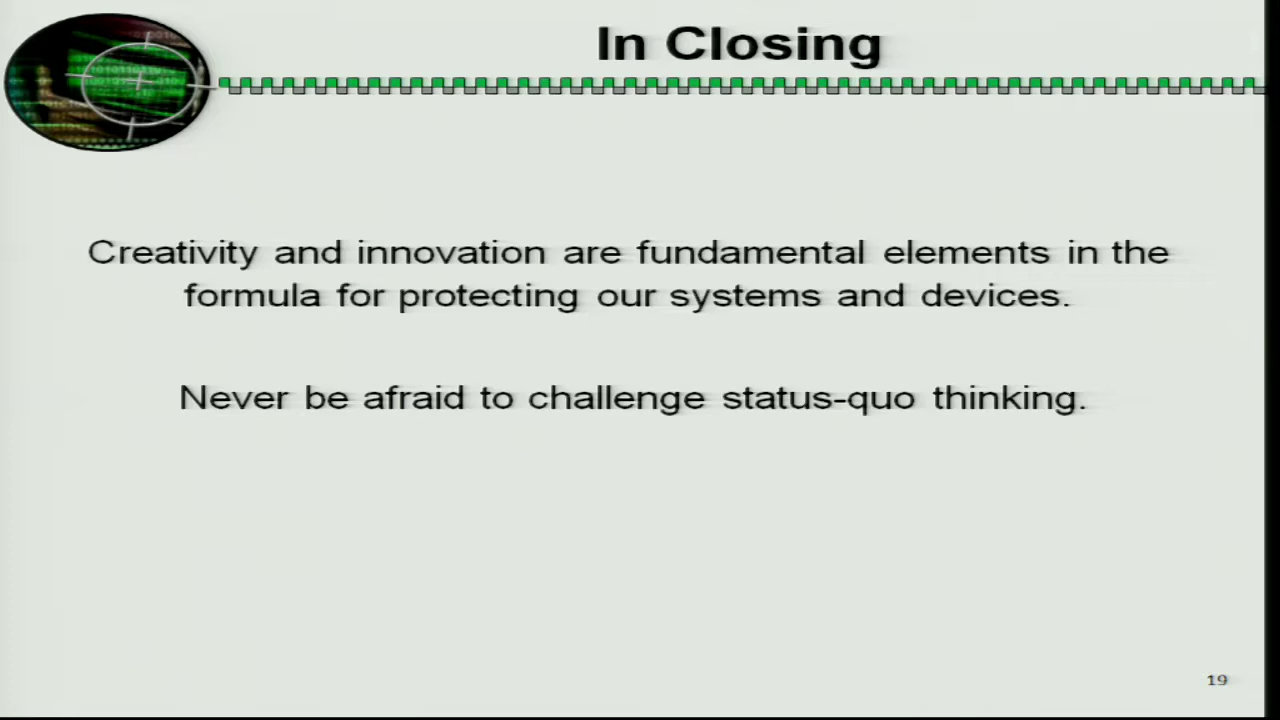 In Closing
Creativity and innovation are fundamental elements in the
formula for protecting our systems and devices.
Never be afraid to challenge status-quo thinking.
19